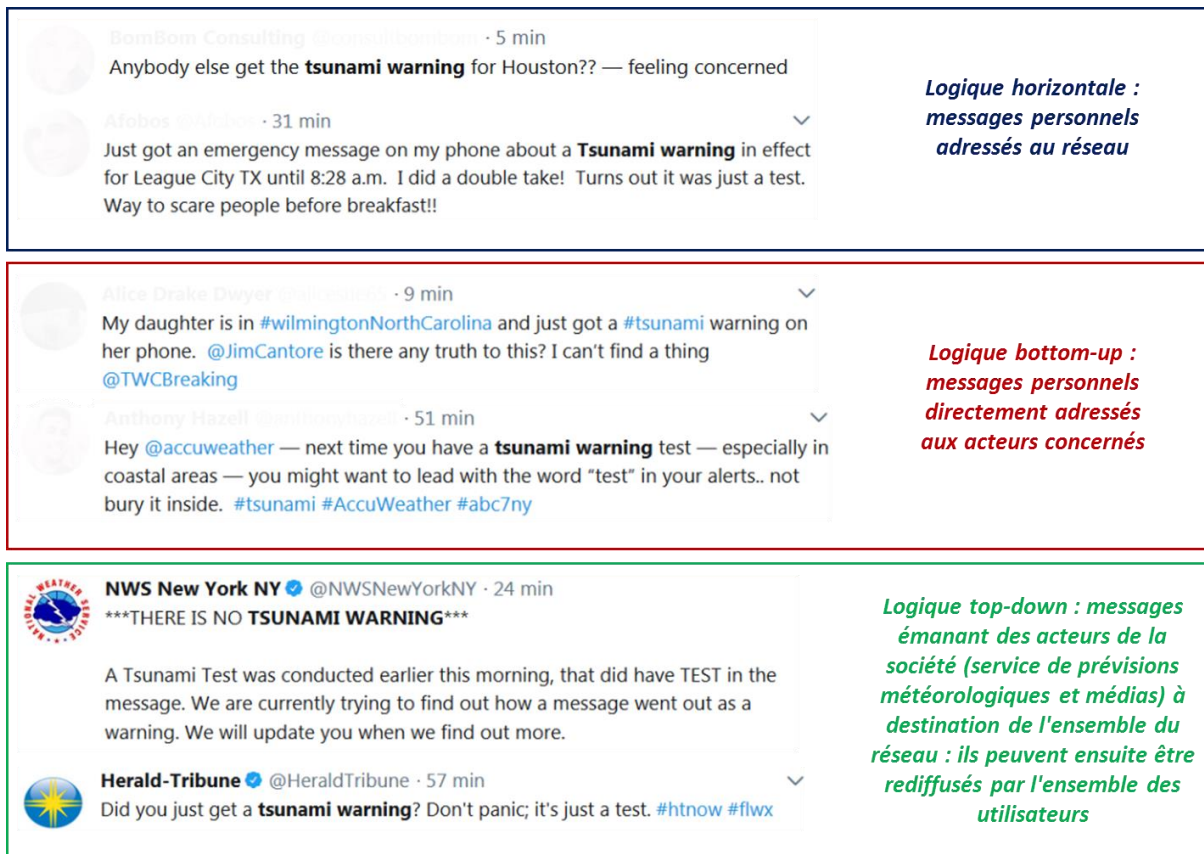 BomBom Consulting · 5 min
Anybody else get the tsunami warning for Houston?? — feeling concerned
Logique horizontale :
messages personnels
adressés au réseau
Afobos @Afobos · 31 min
Just got an emergency message on my phone about a Tsunami warning in effect
for League City TX until 8:28 a.m. I did a double take! Turns out it was just a test.
Way to scare people before breakfast!!
Alice Drake Dwyer · 9 min
My daughter is in #wilmingtonNorthCarolina and just got a #tsunami warning on
her phone. @JimCantore is there any truth to this? I can't find a thing
@TWCBreaking
Logique bottom-up :
messages personnels
directement adressés
aux acteurs concernés
Anthony Hazell · 51 min
Hey @accuweather — next time you have a tsunami warning test — especially in
coastal areas — you might want to lead with the word “test” in your alerts.. not
bury it inside. #tsunami #AccuWeather #abc7ny
NATIONAL WEATHER SERVICE
NWS New York NY @NWSNewYorkNY · 24 min
***THERE IS NO TSUNAMI WARNING***
A Tsunami Test was conducted earlier this morning, that did have TEST in the
message. We are currently trying to find out how a message went out as a
warning. We will update you when we find out more.
Herald-Tribune @HeraldTribune · 57 min
Did you just get a tsunami warning? Don't panic; it's just a test. #htnow #flwx
Logique top-down : messages
émanant des acteurs de la
société (service de prévisions
météorologiques et médias) à
destination de l'ensemble du
réseau : ils peuvent ensuite être
rediffusés par l'ensemble des
utilisateurs